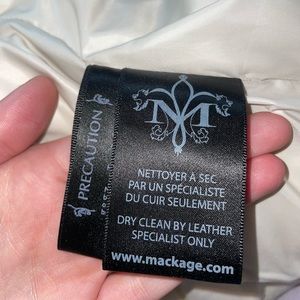 PRECAUTION
M
NETTOYER À SEC
PAR UN SPÉCIALISTE
DU CUIR SEULEMENT
DRY CLEAN BY LEATHER
SPECIALIST ONLY
www.mackage.com